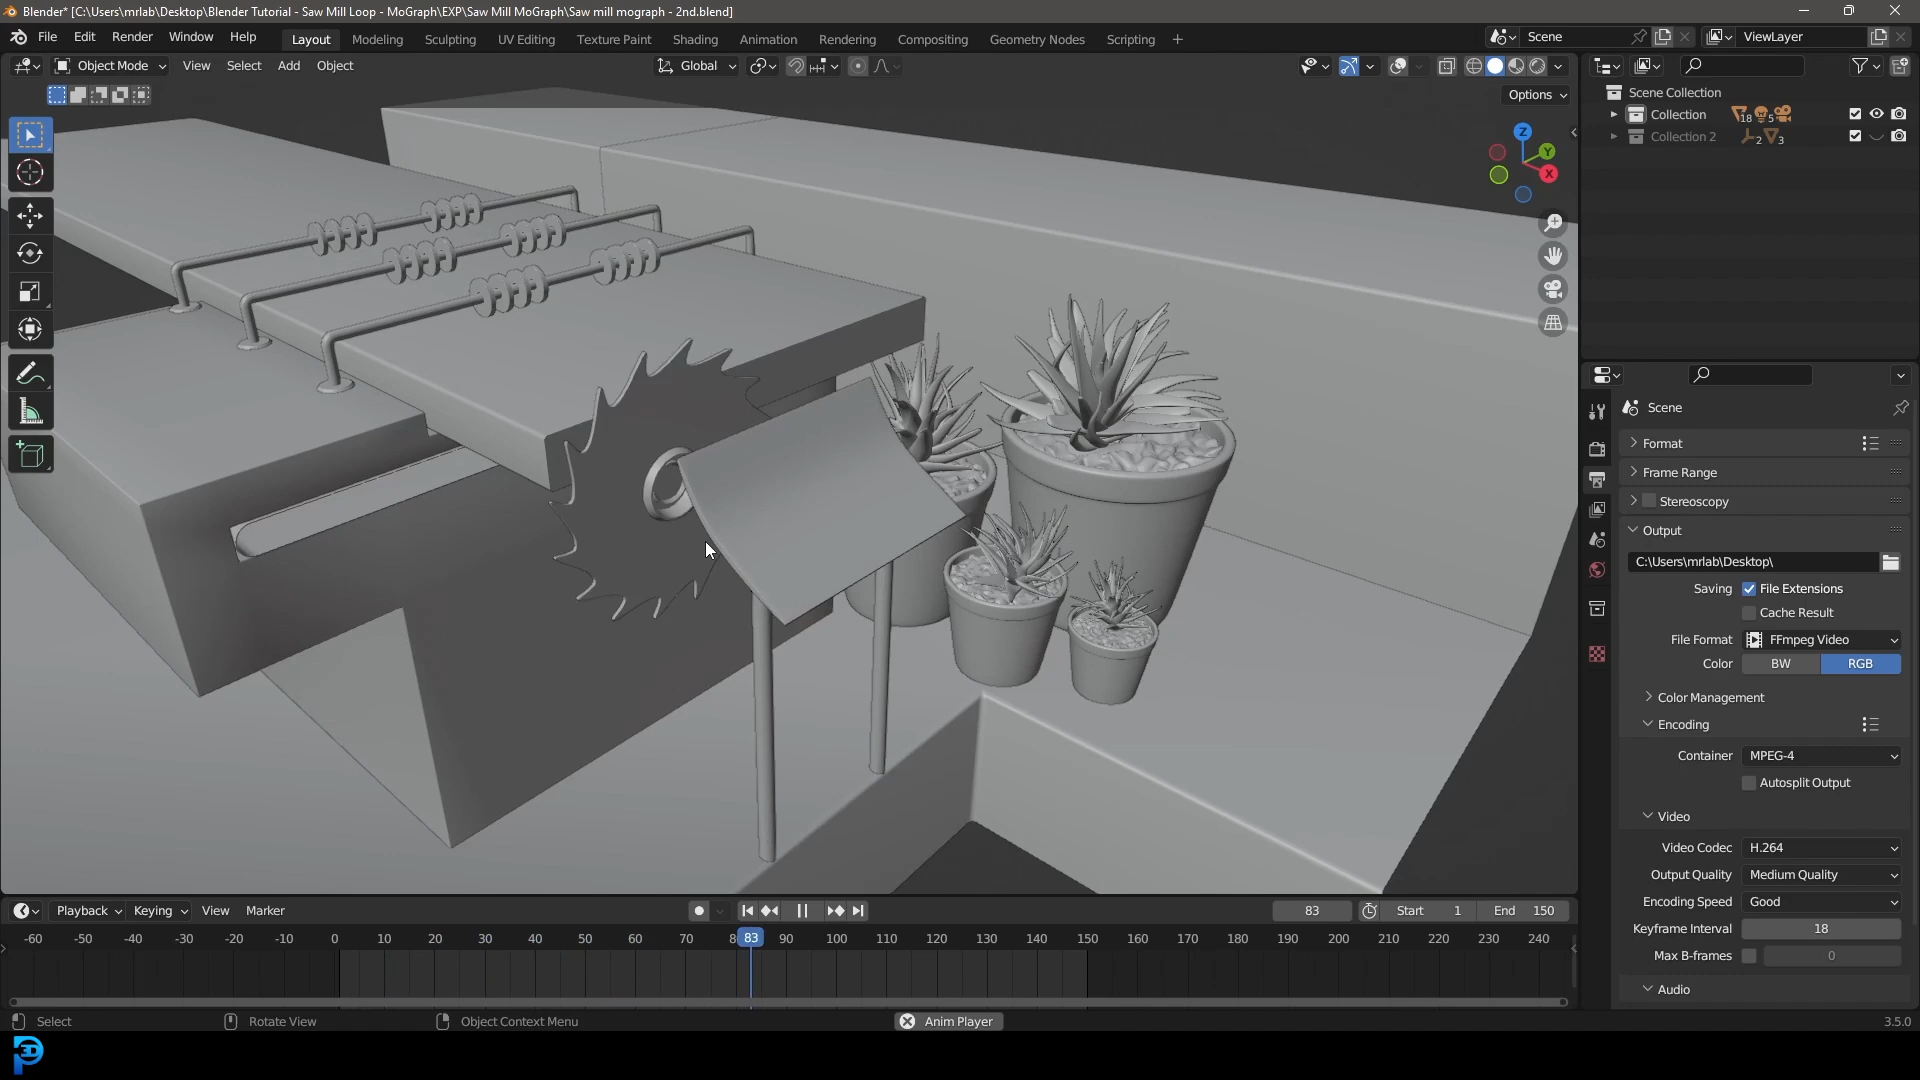 Blender* [C:\Users\mrlab\Desktop\Blender Tutorial - Saw Mill Loop - MoGraph\EXP\Saw Mill MoGraph\Saw mill mograph - 2nd.blend]
File Edit Render Window Help Layout Modeling Sculpting UV Editing Texture Paint Shading Animation Rendering Compositing Geometry Nodes Scripting + Scene ViewLayer
Object Mode View Select Add Object Global
Options
Scene Collection
Collection 18 5
Collection 2 2 3
Z
Y
X
Scene
Format
Frame Range
Stereoscopy
Output
C:\Users\mrlab\Desktop\
Saving File Extensions
Cache Result
File Format FFmpeg Video
Color BW RGB
Color Management
Encoding
Container MPEG-4
Autosplit Output
Video
Video Codec H.264
Output Quality Medium Quality
Encoding Speed Good
Keyframe Interval 18
Max B-frames 0
Audio
Playback Keying View Marker 83 Start 1 End 150
-60 -50 -40 -30 -20 -10 0 10 20 30 40 50 60 70 8 83 90 100 110 120 130 140 150 160 170 180 190 200 210 220 230 240
Select Rotate View Object Context Menu Anim Player 3.5.0
3D